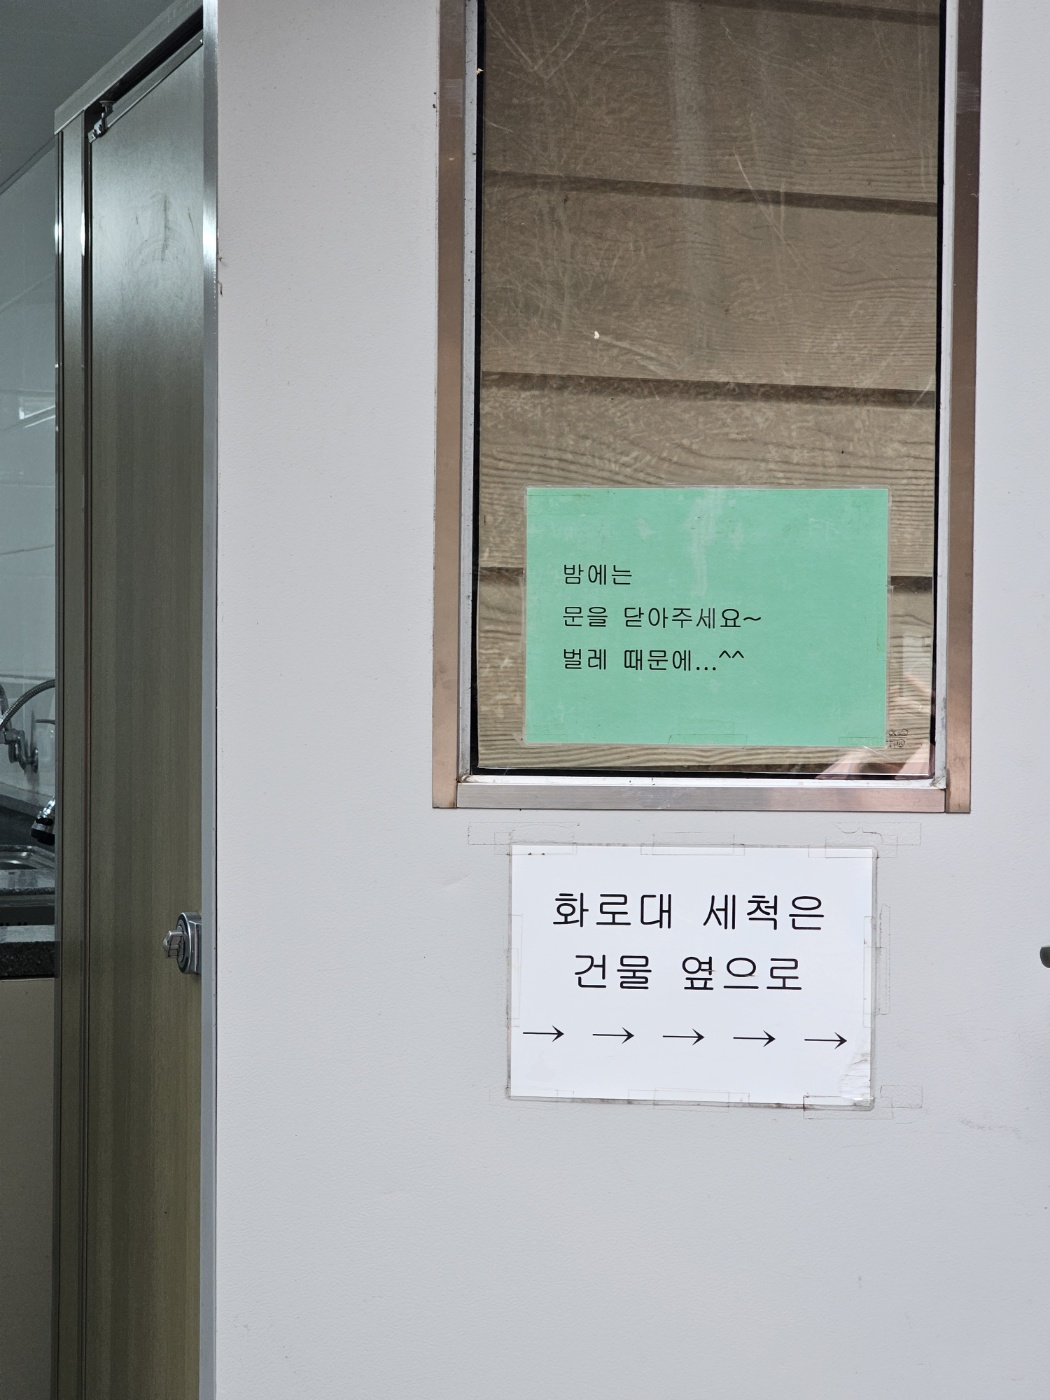 밤에는
문을 닫아주세요~
벌레 때문에...^^
화로대 세척은
건물 옆으로
→ → → → →